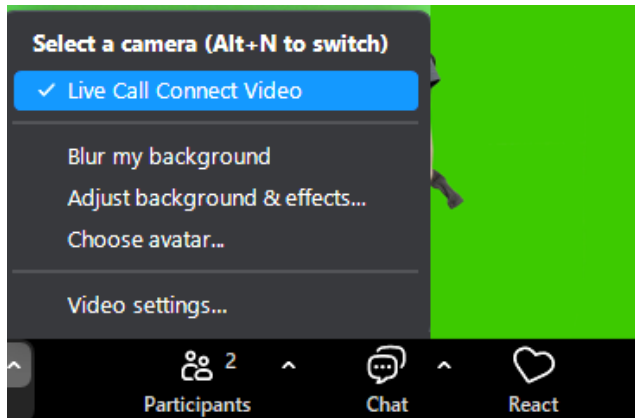 Select a camera (Alt+N to switch)
✓ Live Call Connect Video
Blur my background
Adjust background & effects...
Choose avatar...
Video settings...
2
Participants Chat React